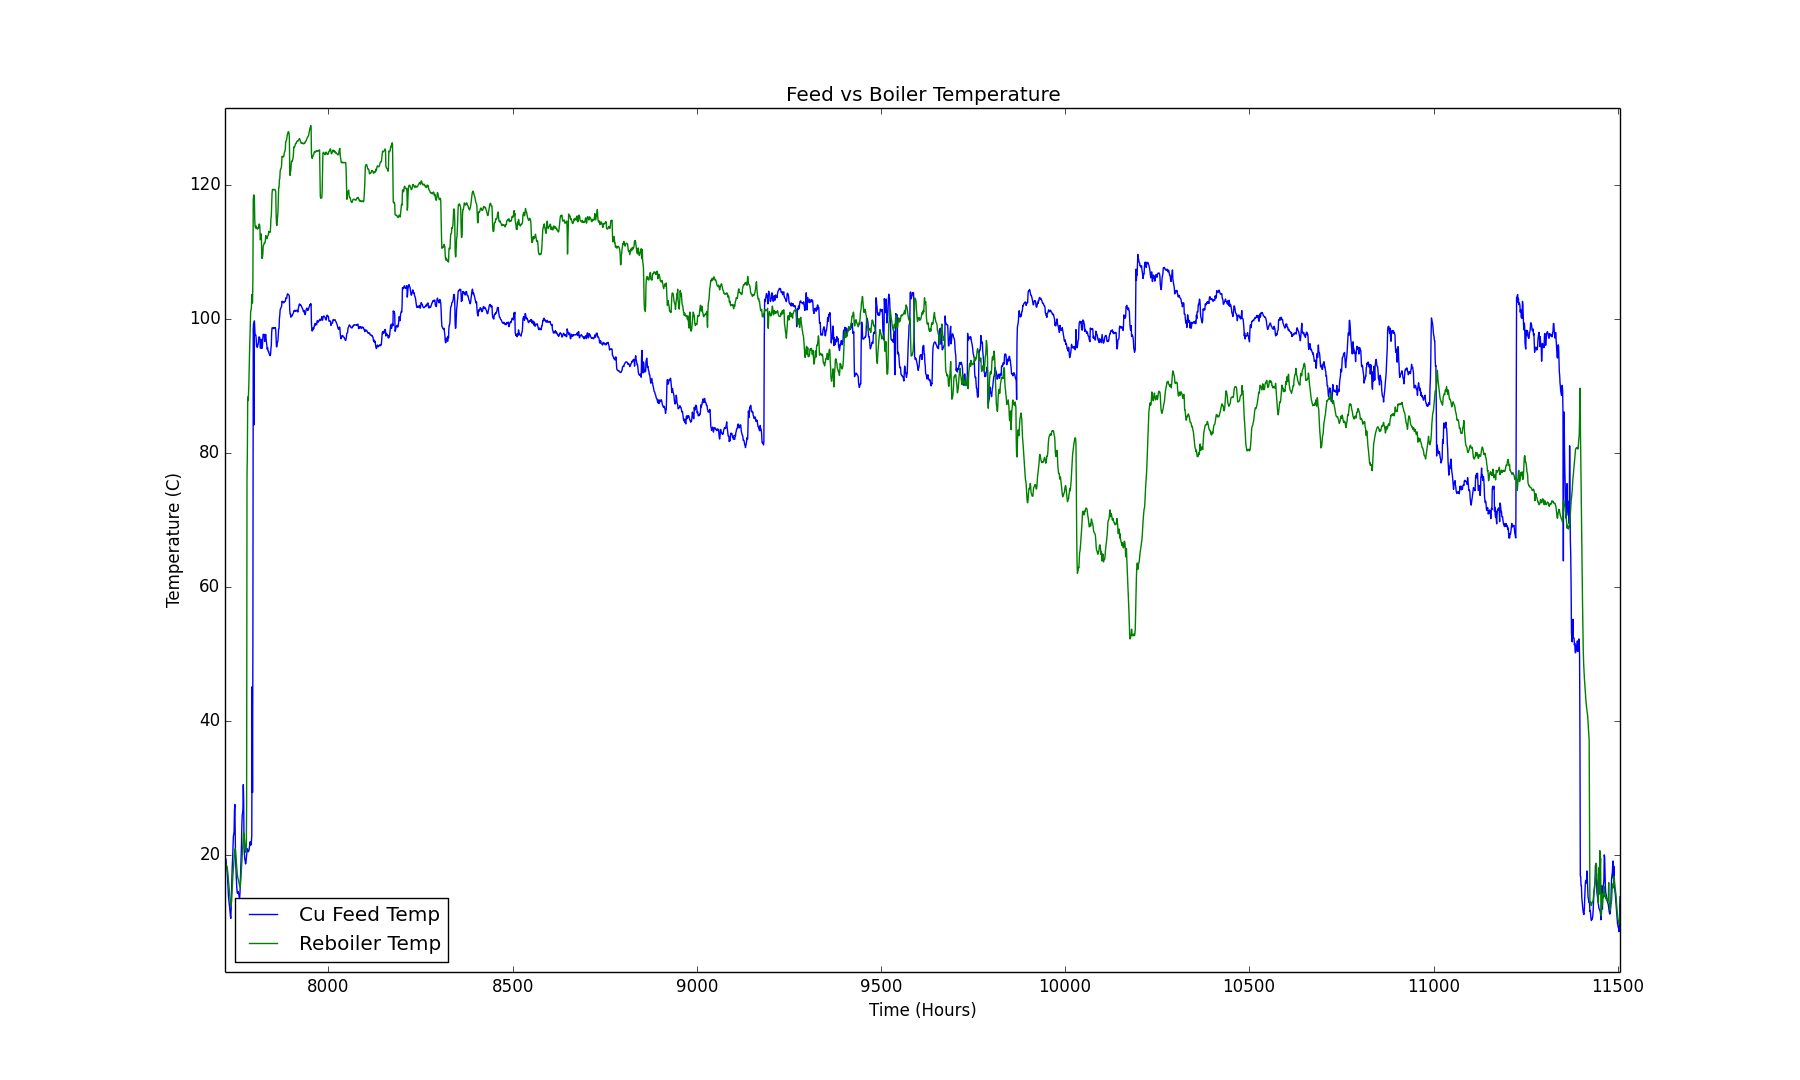 Feed vs Boiler Temperature
Temperature (C)
120
100
80
60
40
20
Cu Feed Temp
Reboiler Temp
8000 8500 9000 9500 10000 10500 11000 11500
Time (Hours)